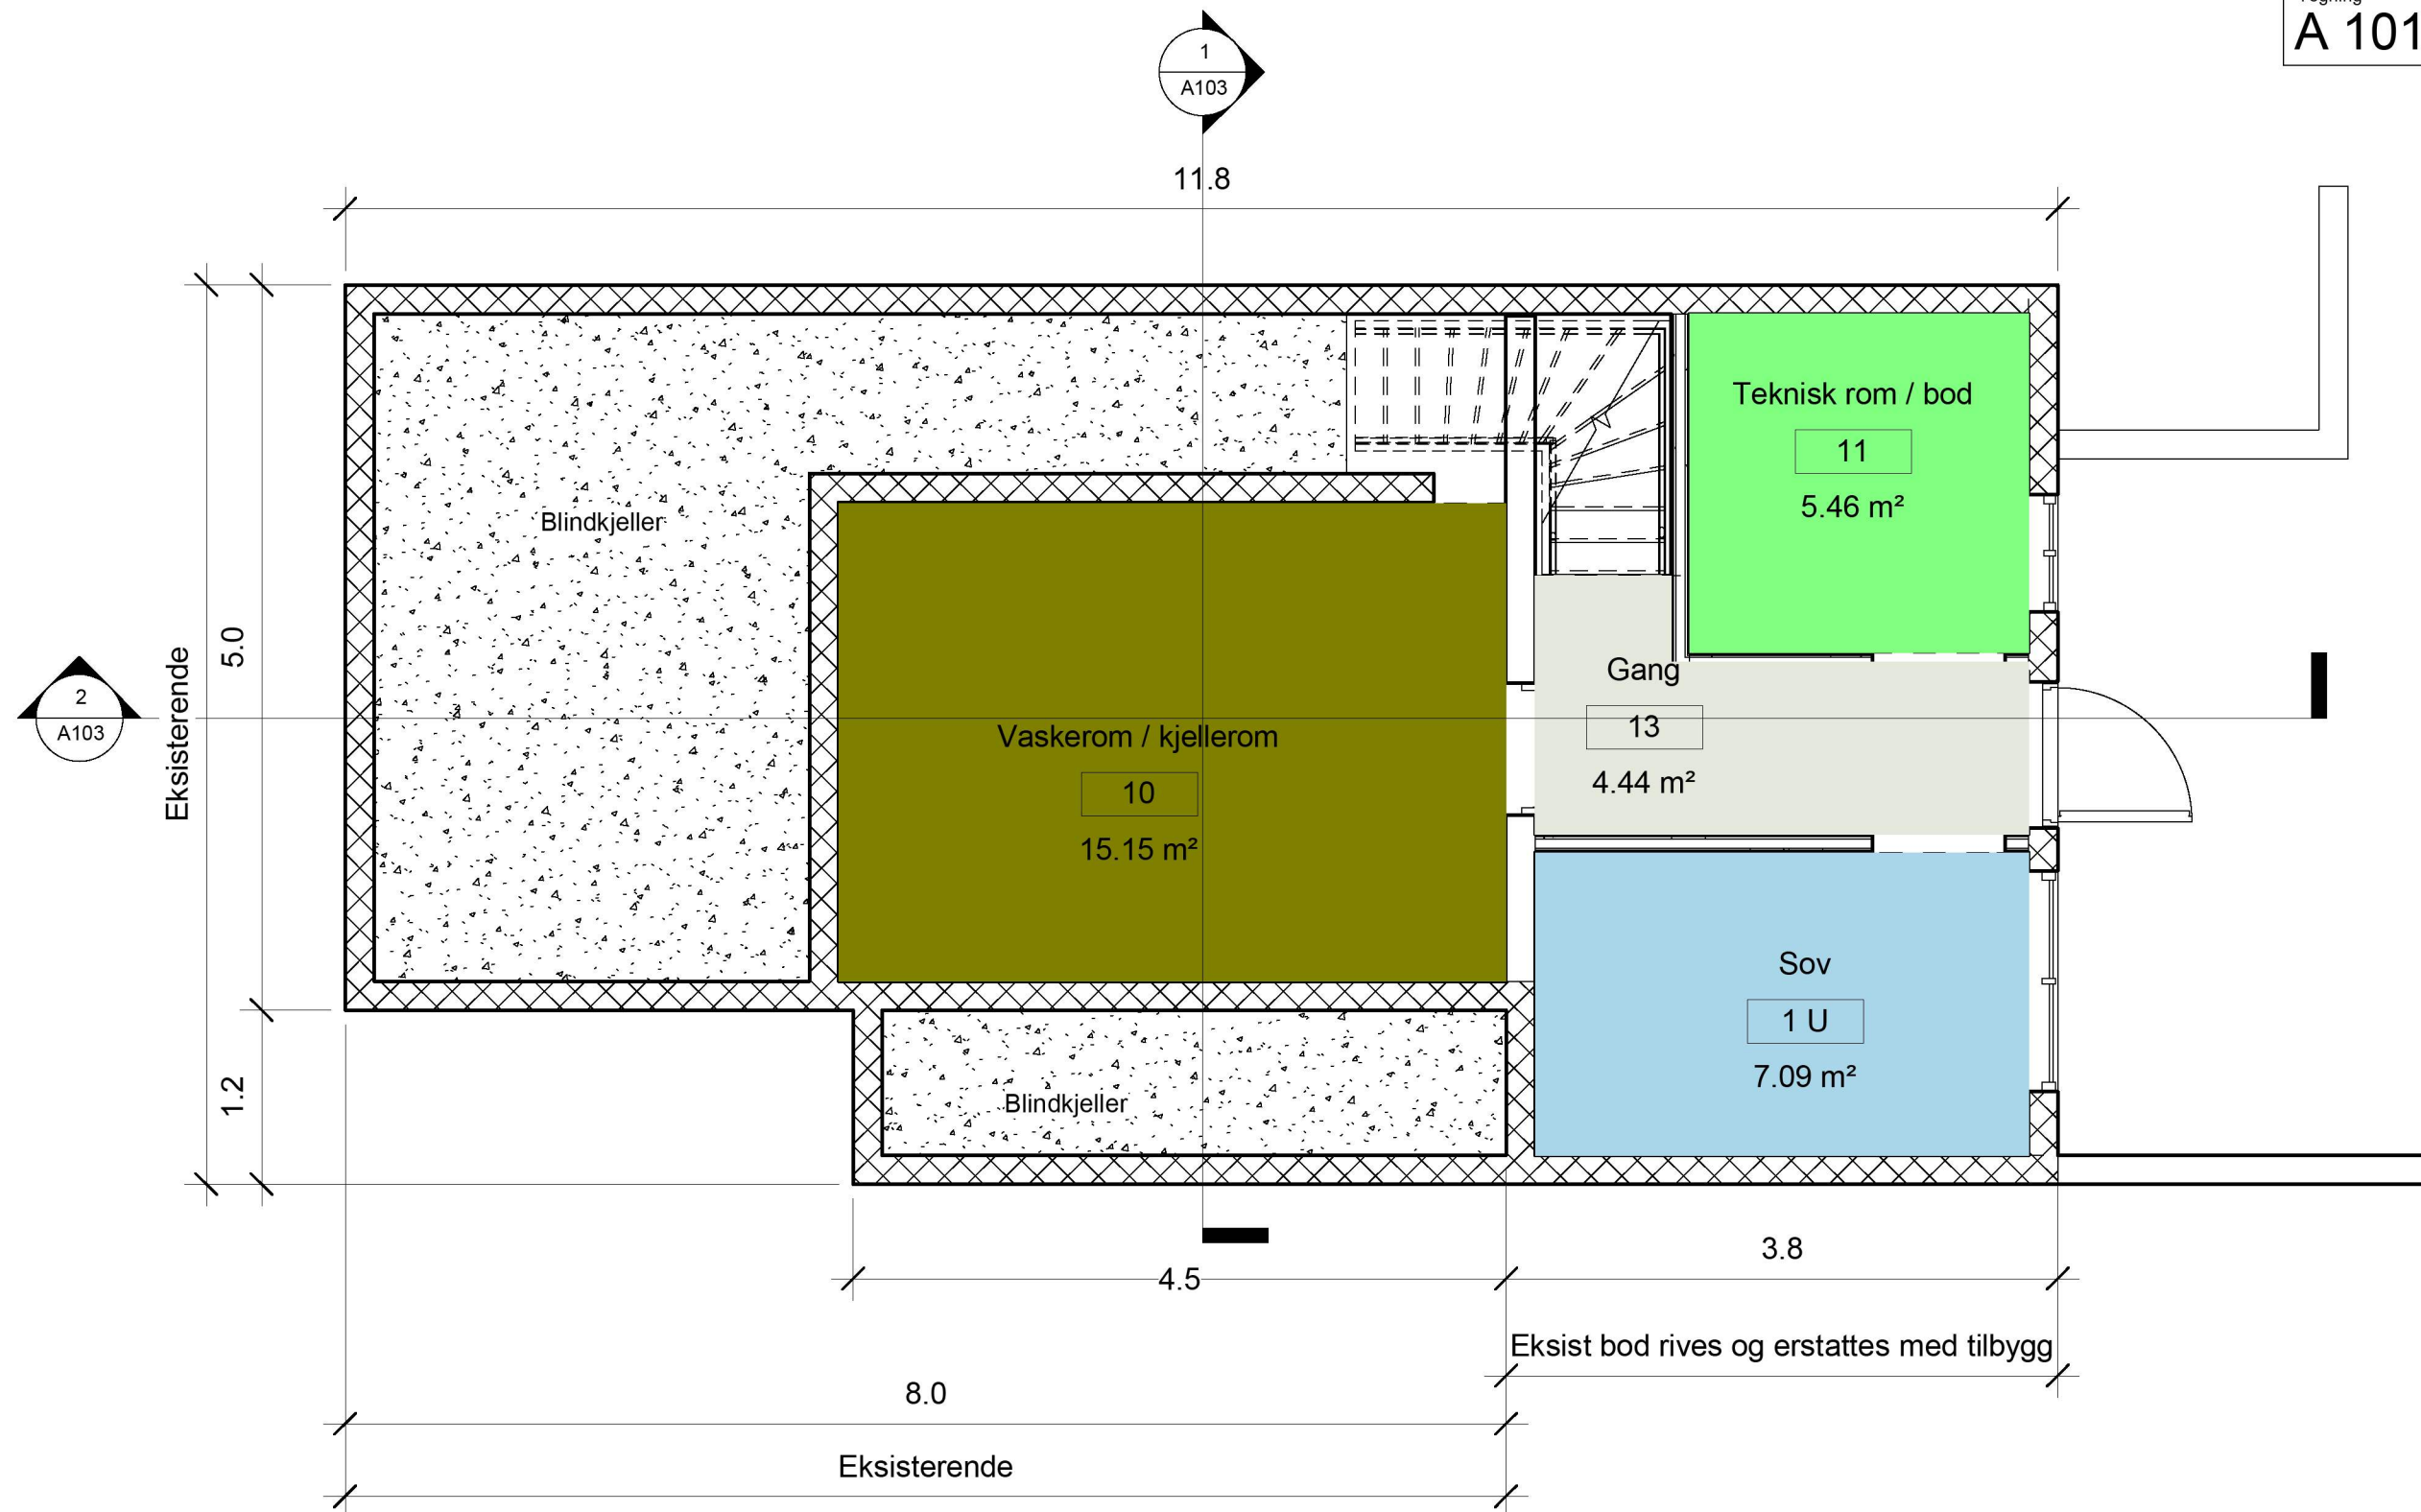 A 101
1
A103
11.8
Teknisk rom / bod
11
5.46 m²
Blindkjeller
Eksisterende
5.0
2
A103
Gang
13
4.44 m²
Vaskerom / kjellerom
10
15.15 m²
Sov
1 U
7.09 m²
1.2
Blindkjeller
3.8
4.5
Eksist bod rives og erstattes med tilbygg
8.0
Eksisterende